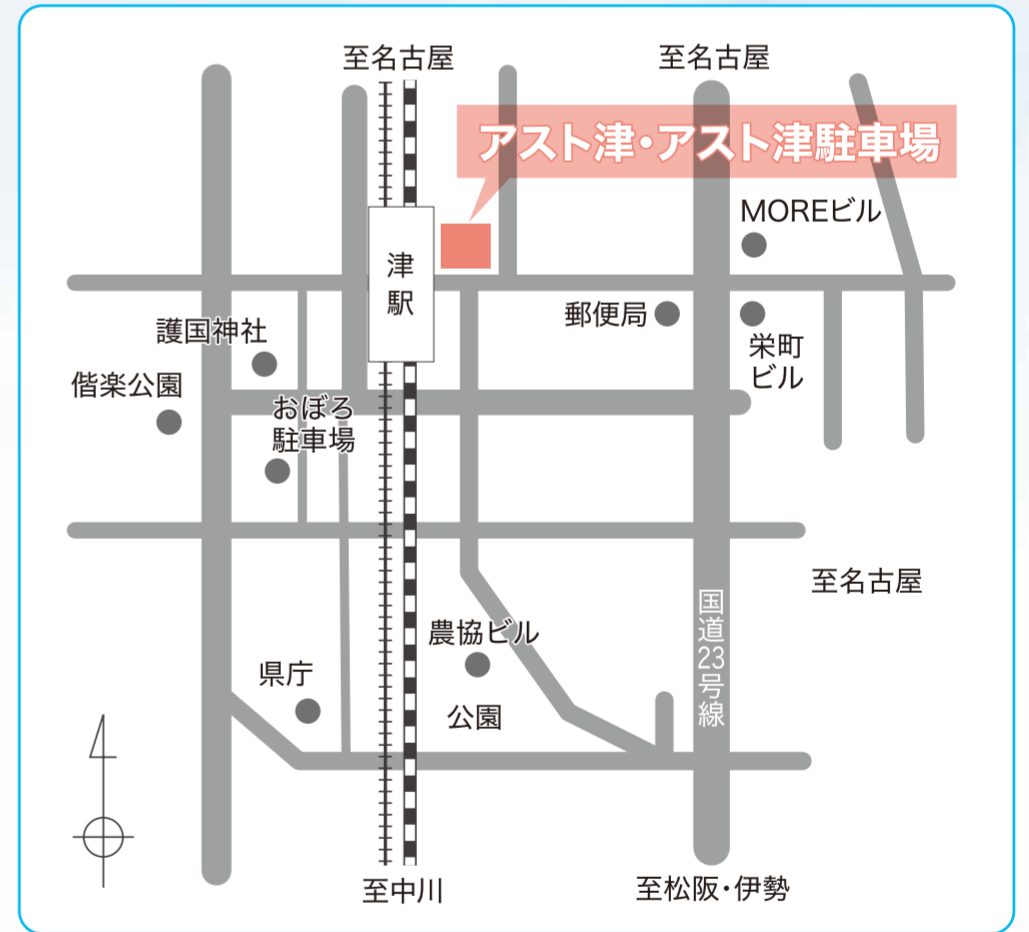 至名古屋
至名古屋
アスト津・アスト津駐車場
MOREビル
津
駅
郵便局
護国神社
栄町
ビル
偕楽公園
おぼろ
駐車場
至名古屋
国道23号線
農協ビル
県庁
公園
至中川
至松阪・伊勢